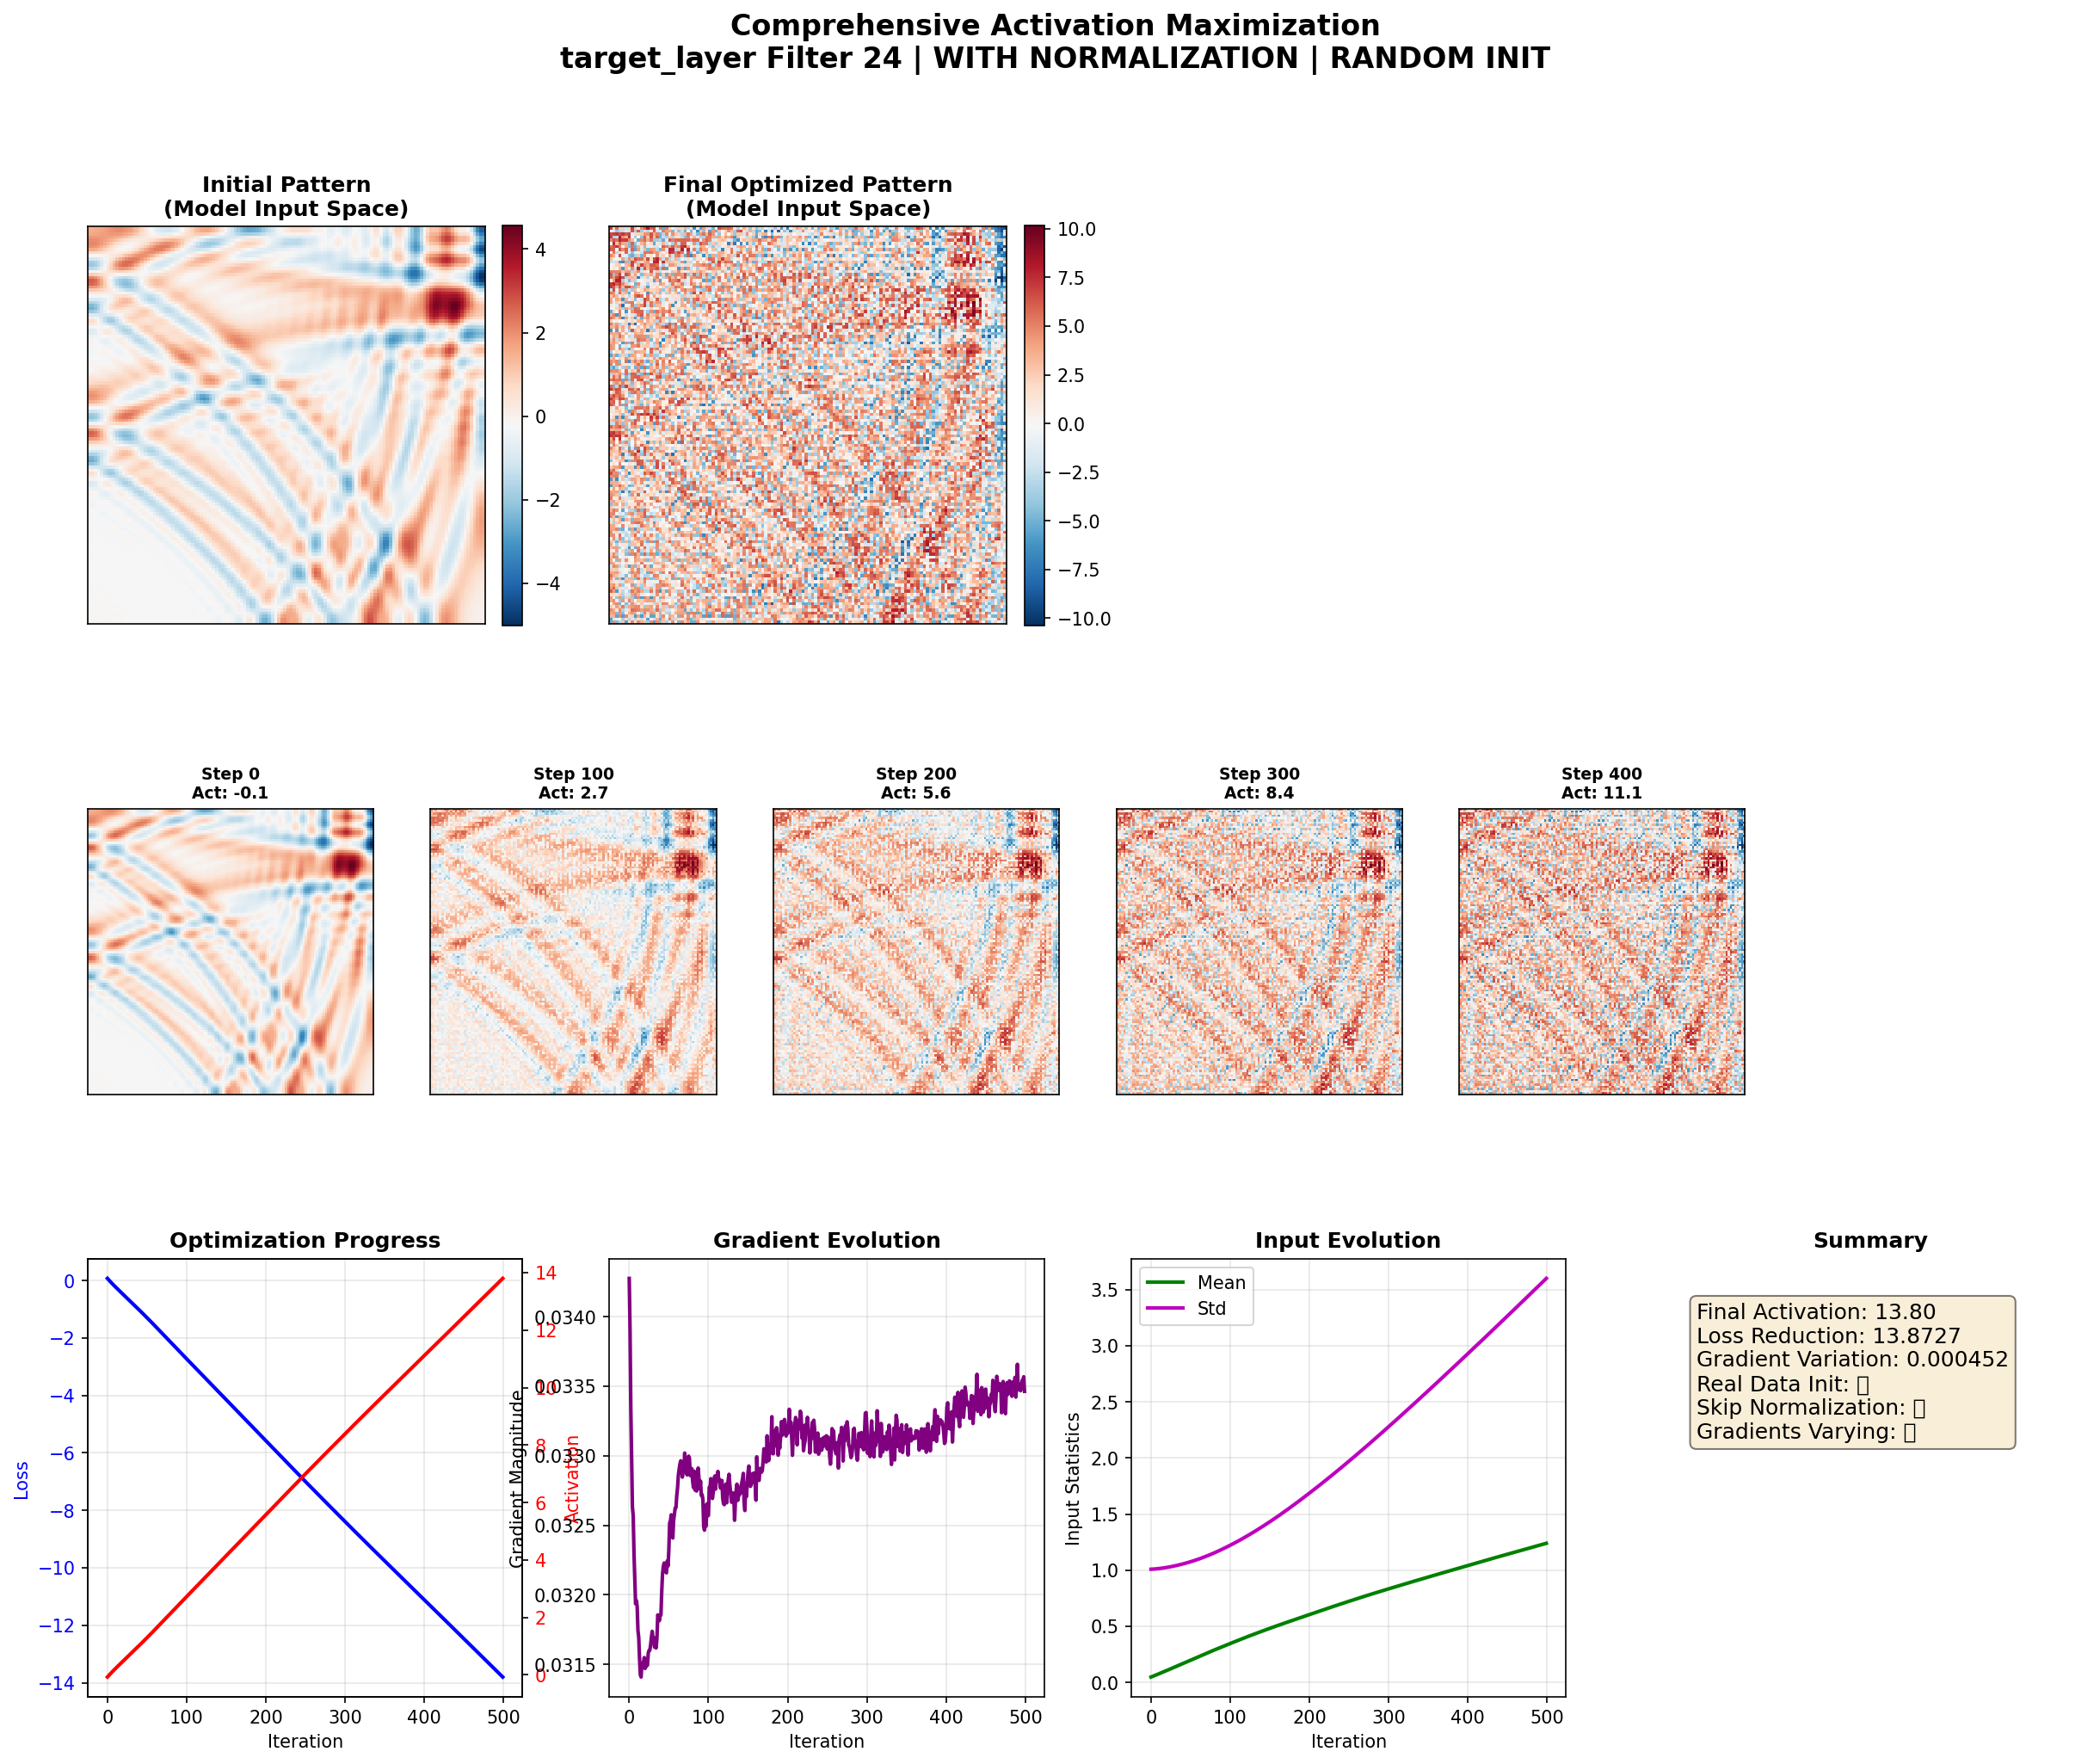 Comprehensive Activation Maximization
target_layer Filter 24 | WITH NORMALIZATION | RANDOM INIT
Initial Pattern
(Model Input Space)
4
2
0
−2
−4
Final Optimized Pattern
(Model Input Space)
10.0
7.5
5.0
2.5
0.0
−2.5
−5.0
−7.5
−10.0
Step 0
Act: -0.1
Step 100
Act: 2.7
Step 200
Act: 5.6
Step 300
Act: 8.4
Step 400
Act: 11.1
Optimization Progress
Loss
0
−2
−4
−6
−8
−10
−12
−14
0 100 200 300 400 500
Iteration
14
12
10
8
6
4
2
0
Activation
Gradient Evolution
Gradient Magnitude
0.0340
0.0335
0.0330
0.0325
0.0320
0.0315
0 100 200 300 400 500
Iteration
Input Evolution
Mean
Std
Input Statistics
3.5
3.0
2.5
2.0
1.5
1.0
0.5
0.0
0 100 200 300 400 500
Iteration
Summary
Final Activation: 13.80
Loss Reduction: 13.8727
Gradient Variation: 0.000452
Real Data Init:
Skip Normalization:
Gradients Varying: